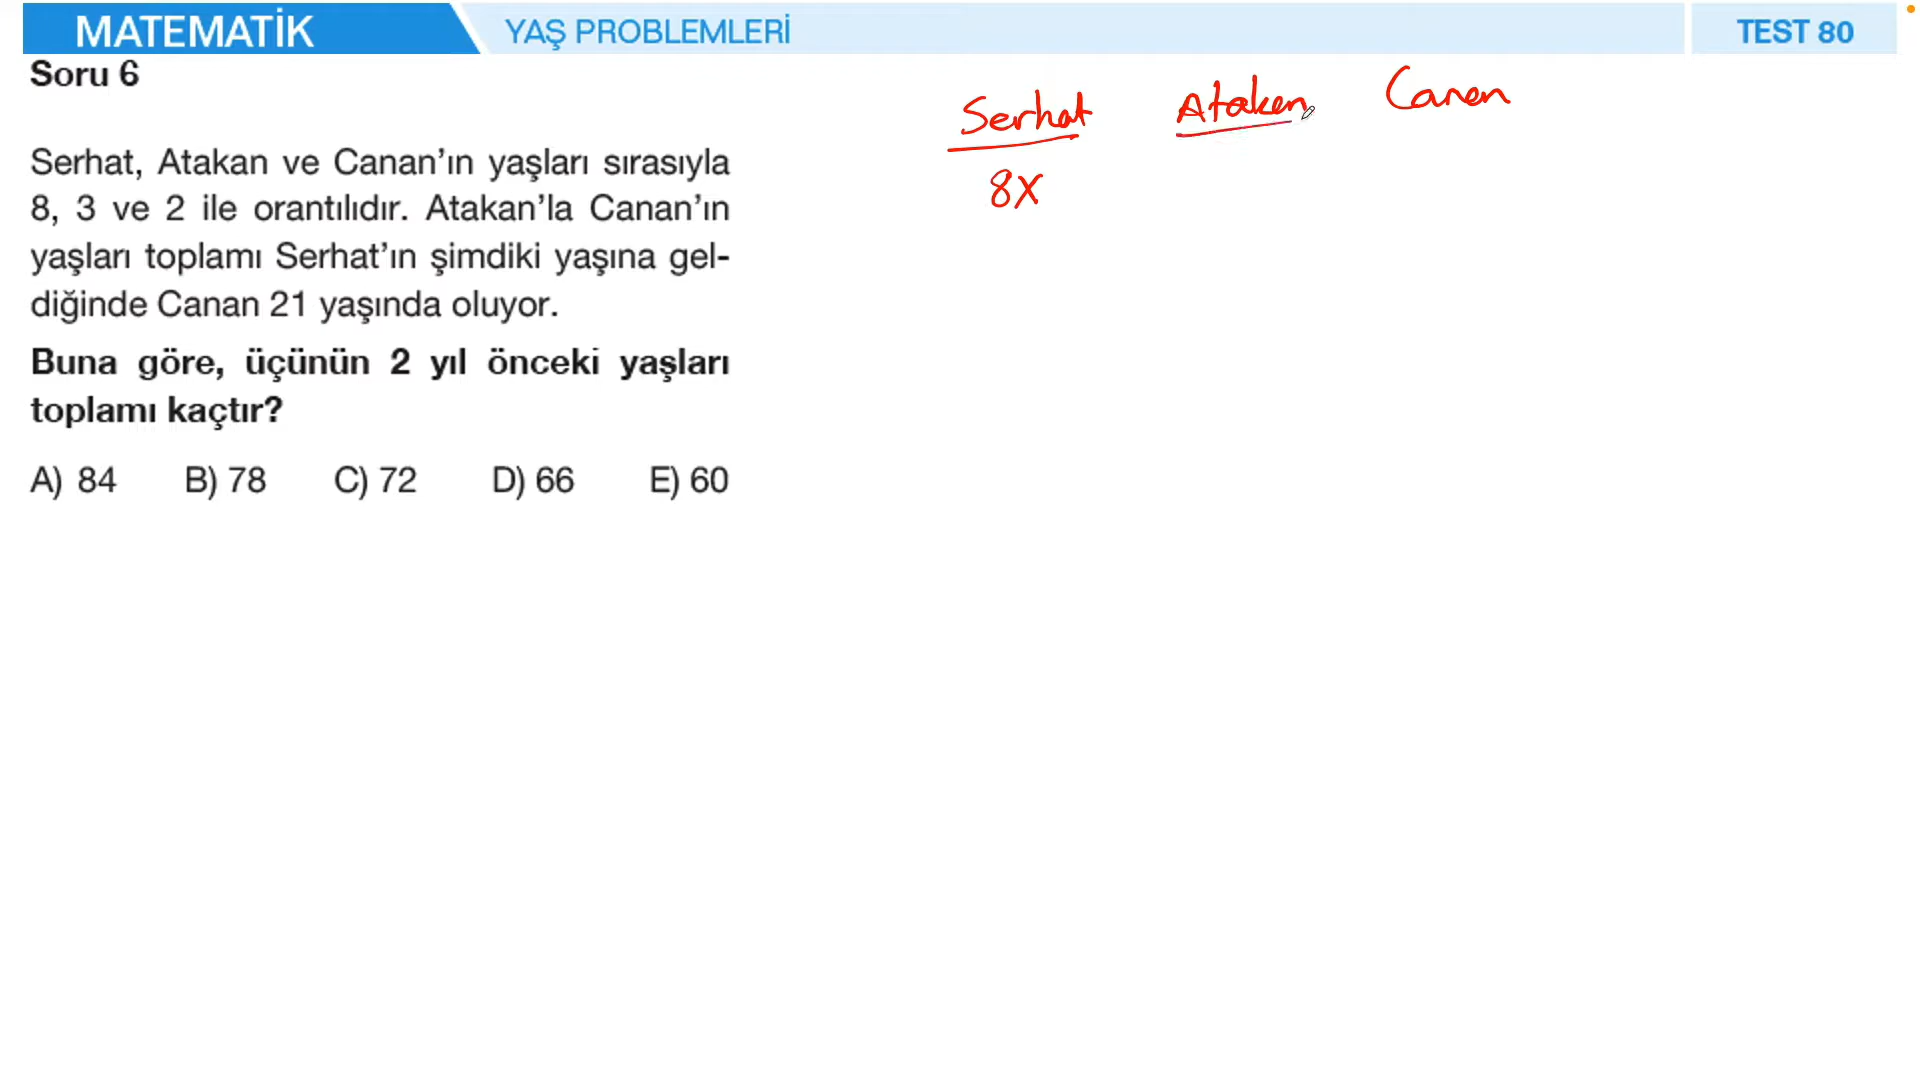 MATEMATİK YAŞ PROBLEMLERİ TEST 80
Soru 6
Serhat Atakan Canan
8X
Serhat, Atakan ve Canan’ın yaşları sırasıyla
8, 3 ve 2 ile orantılıdır. Atakan’la Canan’ın
yaşları toplamı Serhat’ın şimdiki yaşına gel-
diğinde Canan 21 yaşında oluyor.
Buna göre, üçünün 2 yıl önceki yaşları
toplamı kaçtır?
A) 84 B) 78 C) 72 D) 66 E) 60